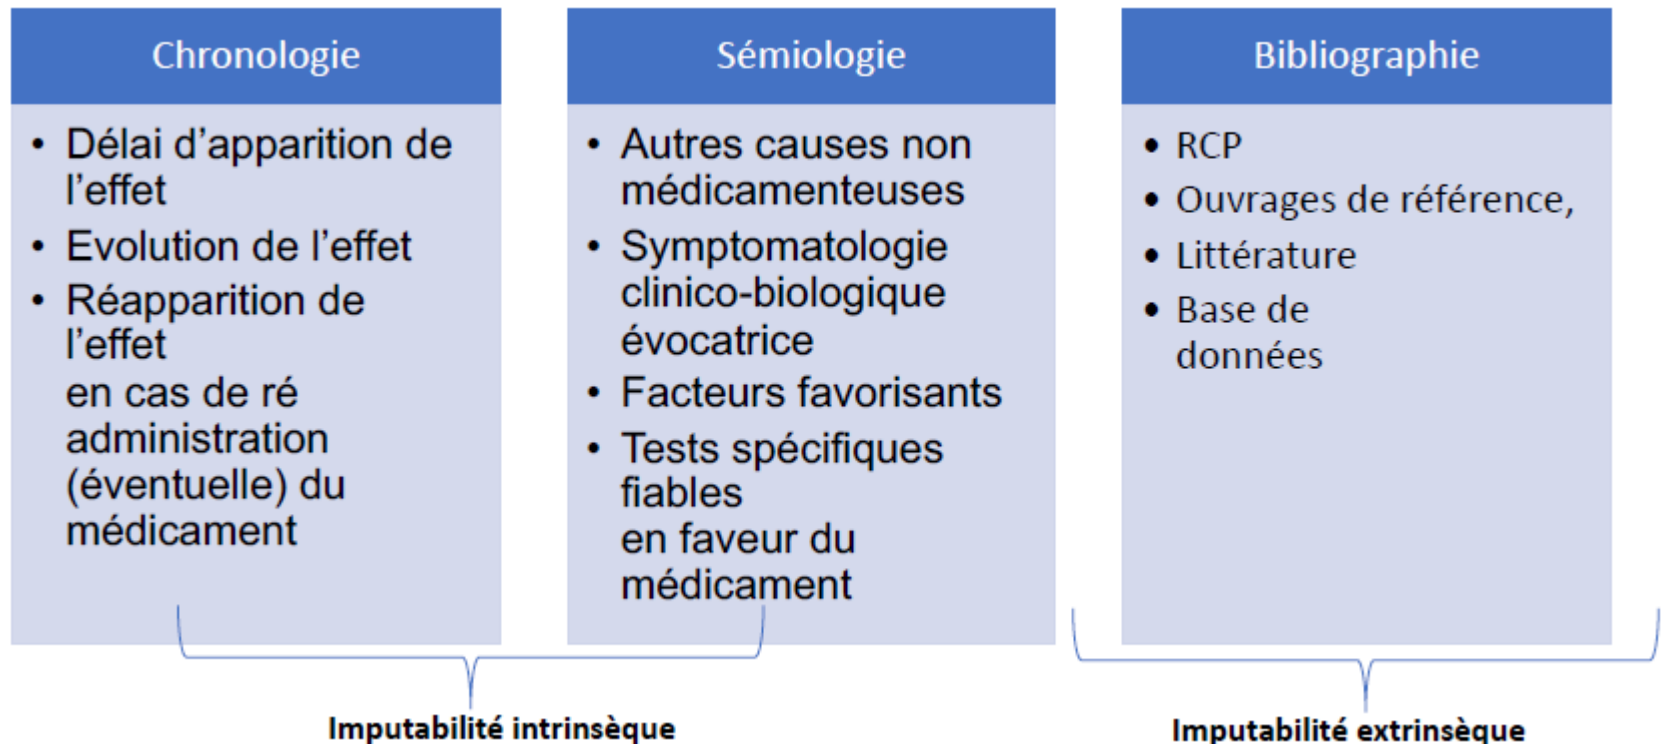 Chronologie
• Délai d’apparition de
l’effet
• Evolution de l’effet
• Réapparition de
l’effet
en cas de ré
administration
(éventuelle) du
médicament
Sémiologie
• Autres causes non
médicamenteuses
• Symptomatologie
clinico-biologique
évocatrice
• Facteurs favorisants
• Tests spécifiques
fiables
en faveur du
médicament
Bibliographie
• RCP
• Ouvrages de référence,
• Littérature
• Base de
données
Imputabilité intrinsèque
Imputabilité extrinsèque